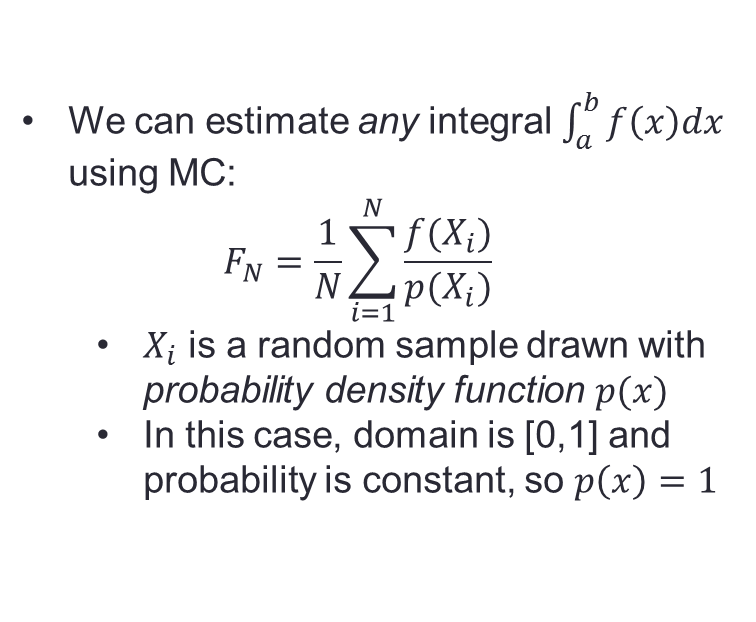 • We can estimate any integral ∫_a^b f(x)dx
using MC:
F_N = \frac{1}{N} \sum_{i=1}^{N} \frac{f(X_i)}{p(X_i)}
• X_i is a random sample drawn with
probability density function p(x)
• In this case, domain is [0,1] and
probability is constant, so p(x) = 1